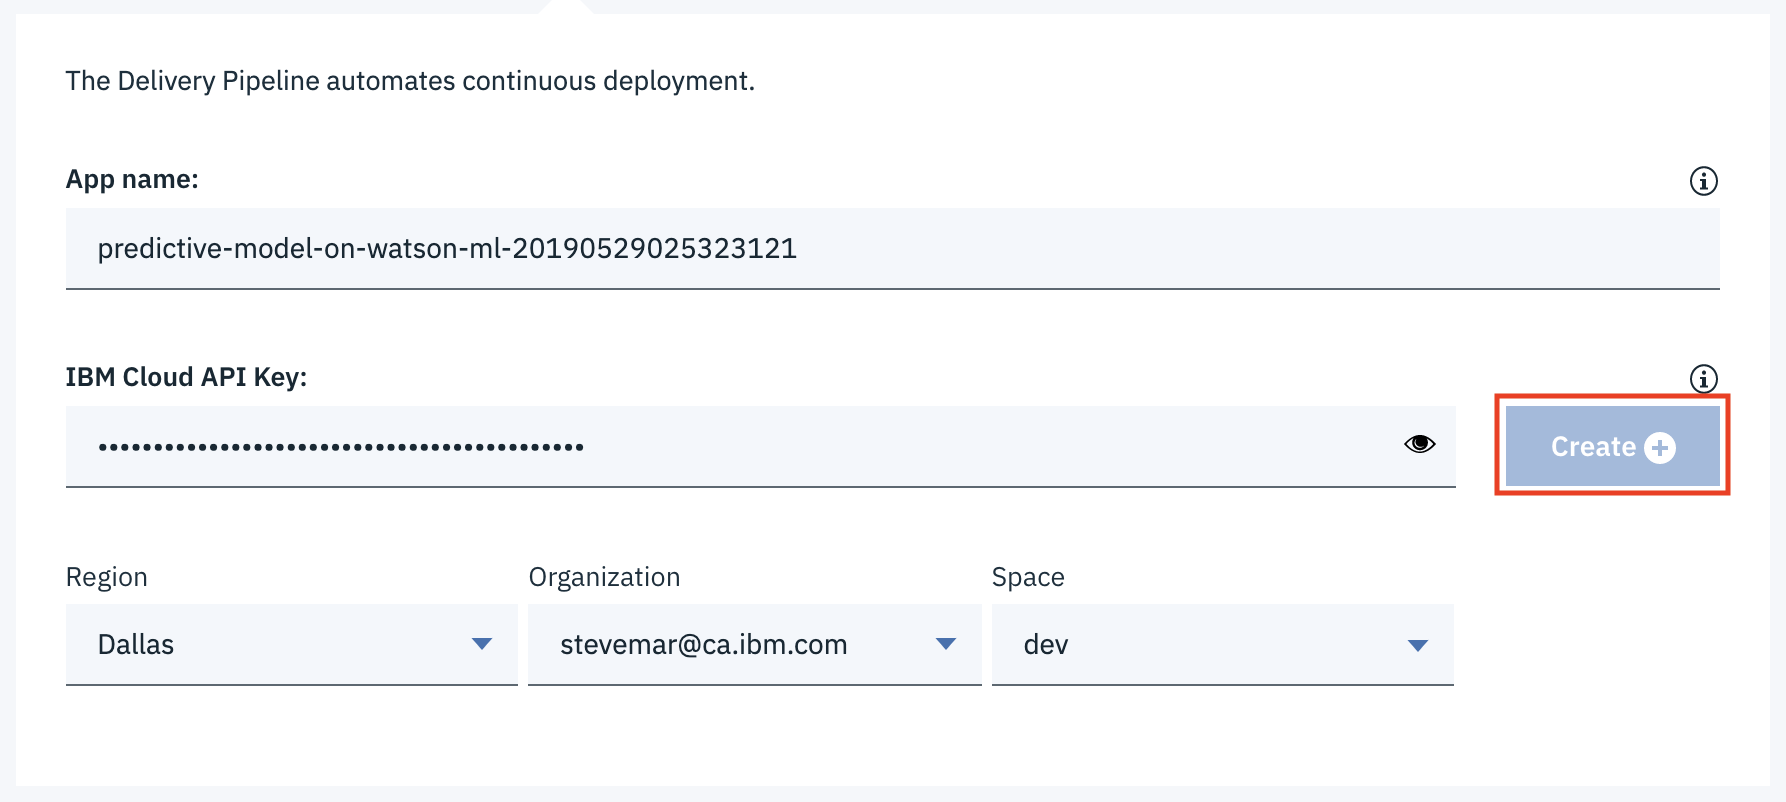 The Delivery Pipeline automates continuous deployment.
App name:
predictive-model-on-watson-ml-20190529025323121
IBM Cloud API Key:
••••••••••••••••••••••••••••••••••••••••••••
Create
Region
Organization
Space
Dallas
stevemar@ca.ibm.com
dev